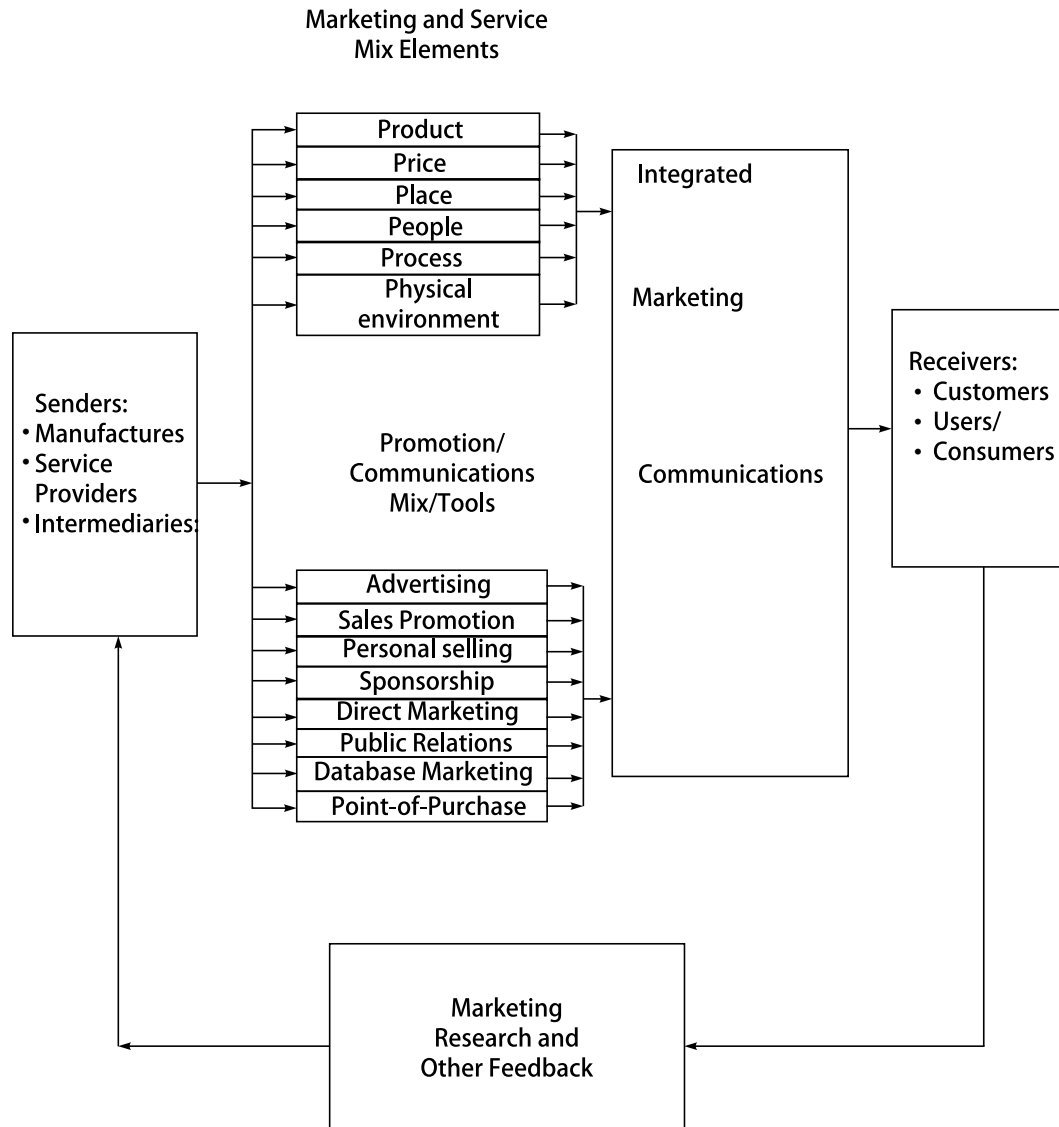 Marketing and Service
Mix Elements
Product
Price
Place
People
Process
Physical
environment
Senders:
• Manufactures
• Service
Providers
• Intermediaries:
Promotion/
Communications
Mix/Tools
Advertising
Sales Promotion
Personal selling
Sponsorship
Direct Marketing
Public Relations
Database Marketing
Point-of-Purchase
Integrated
Marketing
Communications
Receivers:
• Customers
• Users/
• Consumers
Marketing
Research and
Other Feedback